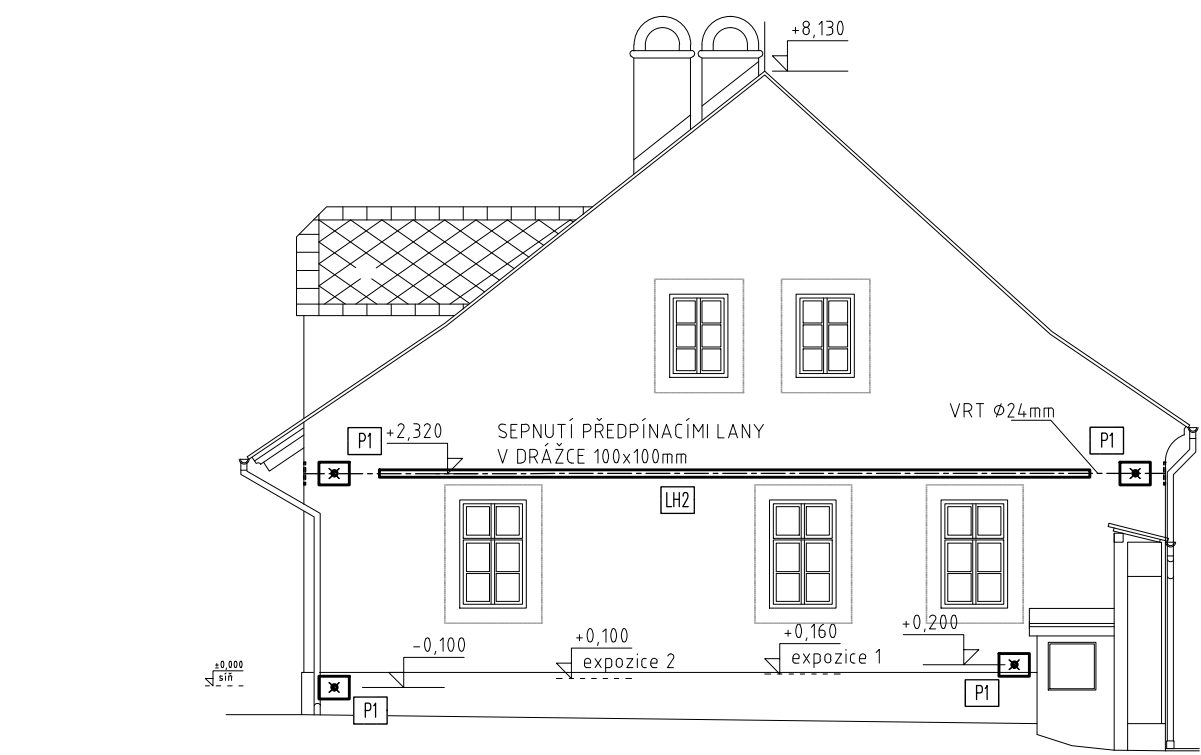 +8,130
VRT Ø24mm
P1
+2,320
SEPNUTÍ PŘEDPÍNACÍMI LANY
V DRÁŽCE 100x100mm
P1
LH2
+0,200
-0,100
+0,100
expozice 2
+0,160
expozice 1
±0,000
síň
P1
P1